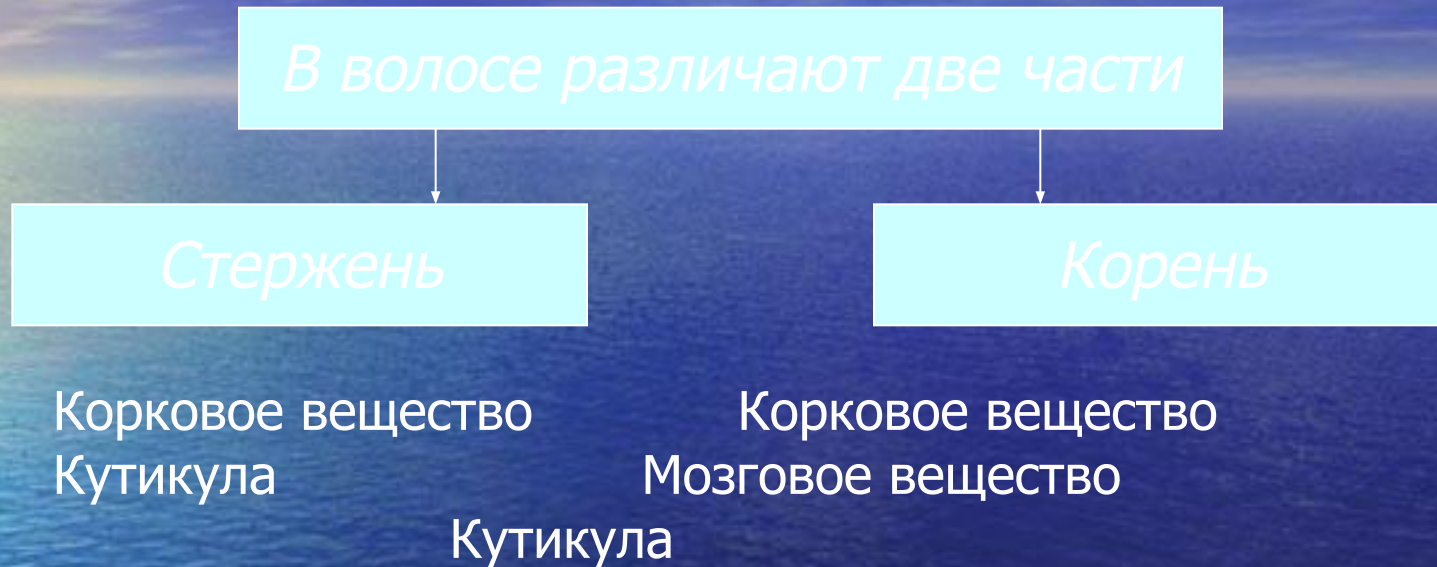 В волосе различают две части
Стержень Корень
Корковое вещество Корковое вещество
Кутикула Мозговое вещество
Кутикула